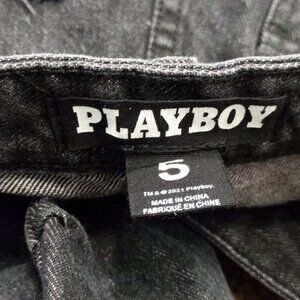 PLAYBOY
5
TM & © 2021 Playboy.
MADE IN CHINA
FABRIQUÉ EN CHINE